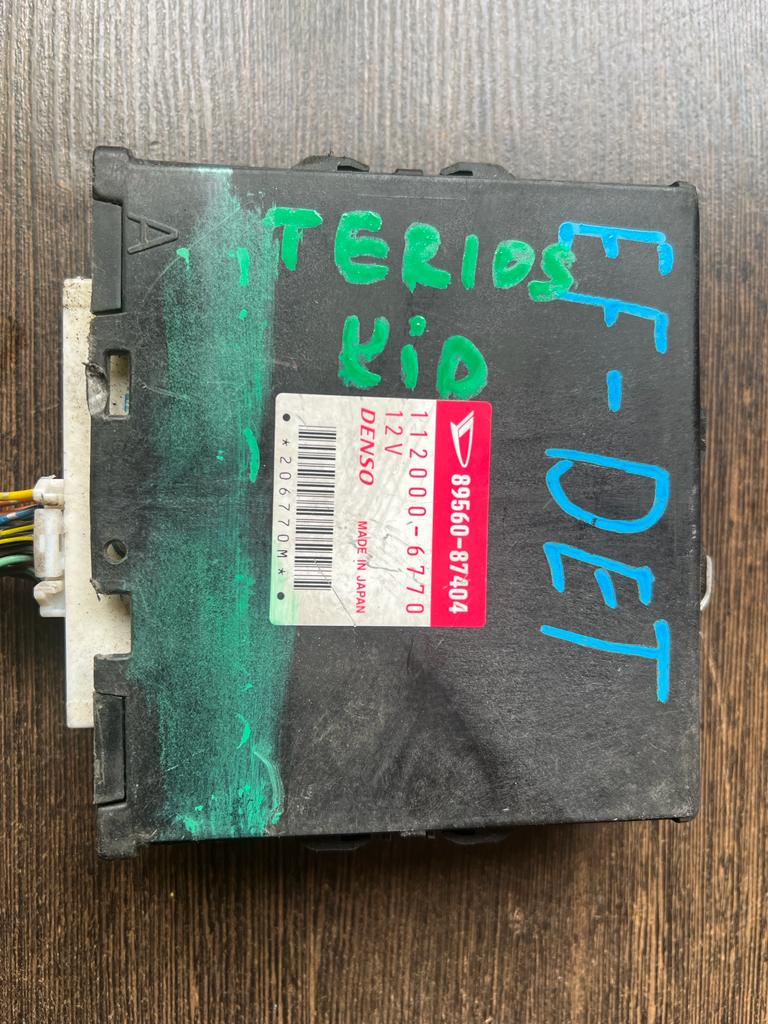 A
TERIOS
KID
EF-DET
89560-87404
112000-6770
12V
DENSO MADE IN JAPAN
*206770M*